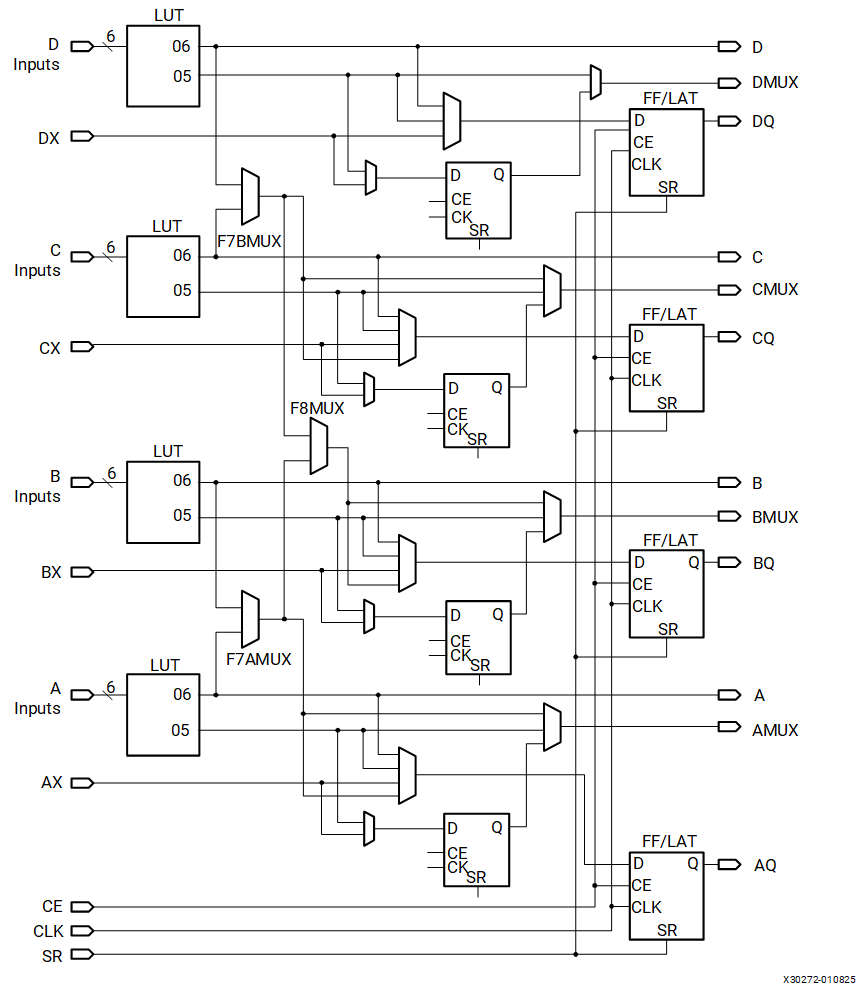 LUT
D
Inputs
6
06
D
05
DMUX
FF/LAT
D
DQ
DX
CE
CLK
SR
D
Q
CE
CK
SR
F7BMUX
LUT
C
Inputs
6
06
C
05
CMUX
FF/LAT
D
CQ
CX
CE
CLK
SR
D
Q
CE
CK
SR
F8MUX
LUT
B
Inputs
6
06
B
05
BMUX
FF/LAT
D
Q
BQ
BX
CE
CLK
SR
D
Q
CE
CK
SR
F7AMUX
LUT
A
Inputs
6
06
A
05
AMUX
AX
D
Q
CE
CK
SR
FF/LAT
D
Q
AQ
CE
CLK
SR
CE
CLK
SR
X30272-010825